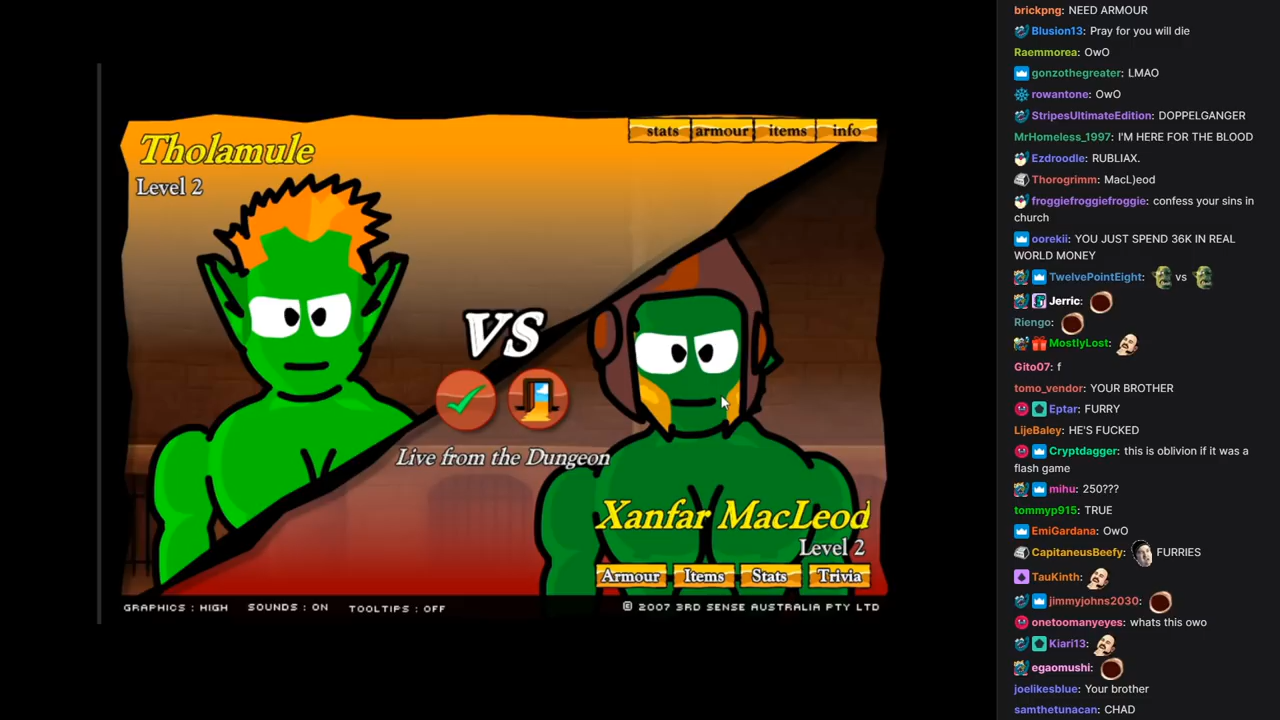 Tholamule
Level 2
stats armour items info
VS
Live from the Dungeon
Xanfar MacLeod
Level 2
Armour Items Stats Trivia
GRAPHICS : HIGH SOUNDS : ON TOOLTIPS : OFF
© 2007 3RD SENSE AUSTRALIA PTY LTD
brickpng: NEED ARMOUR
Blusion13: Pray for you will die
Raemmorea: OwO
gonzothegreater: LMAO
rowantone: OwO
StripesUltimateEdition: DOPPELGANGER
MrHomeless_1997: I'M HERE FOR THE BLOOD
Ezdroodle: RUBLIAX.
Thorogrimm: MacL)eod
froggiefroggiefroggie: confess your sins in
church
oorekii: YOU JUST SPEND 36K IN REAL
WORLD MONEY
TwelvePointEight: vs
Jerric:
Riengo:
MostlyLost:
Gito07: f
tomo_vendor: YOUR BROTHER
Eptar: FURRY
LijeBaley: HE'S FUCKED
Cryptdagger: this is oblivion if it was a
flash game
mihu: 250???
tommyp915: TRUE
EmiGardana: OwO
CapitaneusBeefy: FURRIES
TauKinth:
jimmyjohns2030:
onetoomanyeyes: whats this owo
Kiari13:
egaomushi:
joelikesblue: Your brother
samthetunacan: CHAD